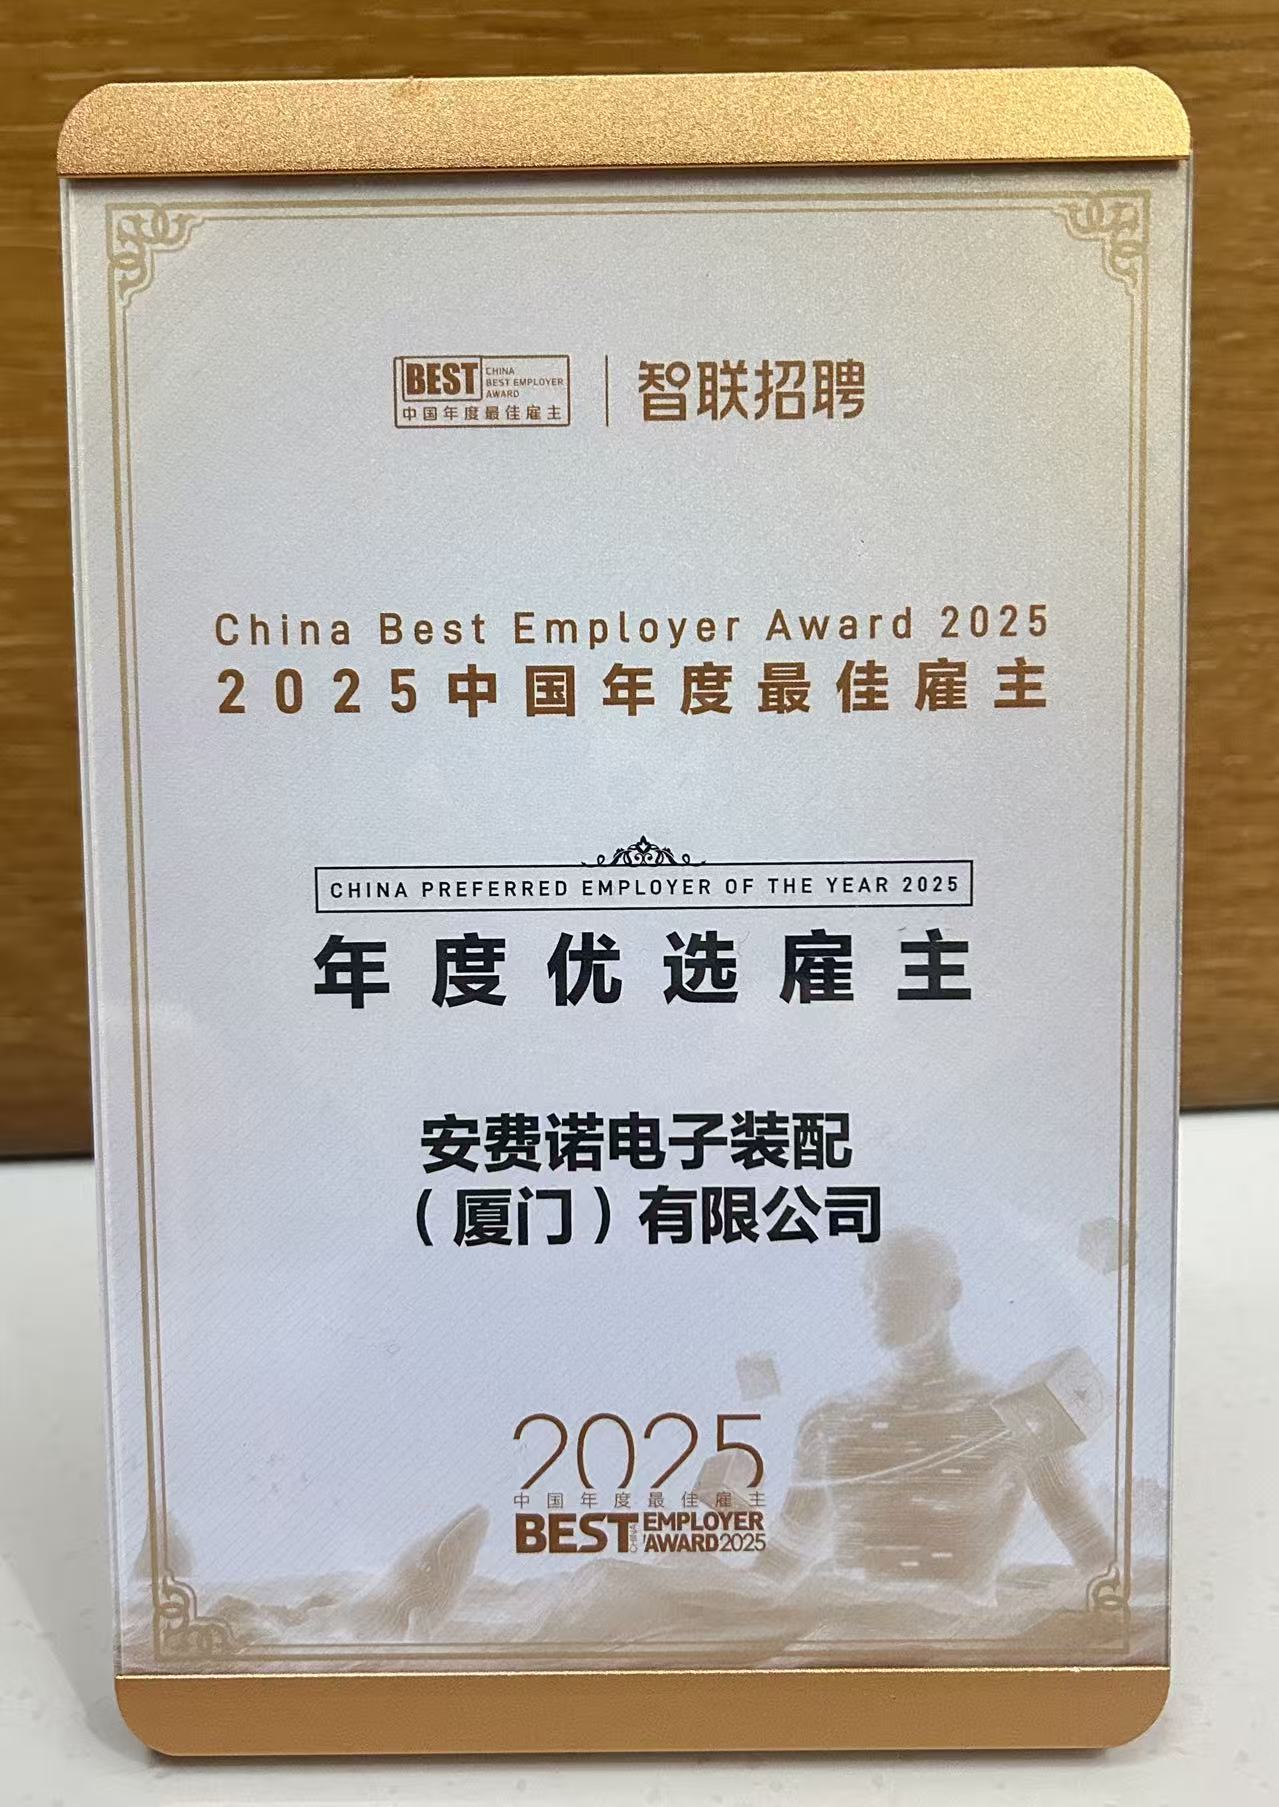 BEST CHINA
BEST EMPLOYER
AWARD
中国年度最佳雇主
智联招聘
China Best Employer Award 2025
2025中国年度最佳雇主
CHINA PREFERRED EMPLOYER OF THE YEAR 2025
年度优选雇主
安费诺电子装配
（厦门）有限公司
2025
中国年度最佳雇主
BEST CHINA EMPLOYER
AWARD2025